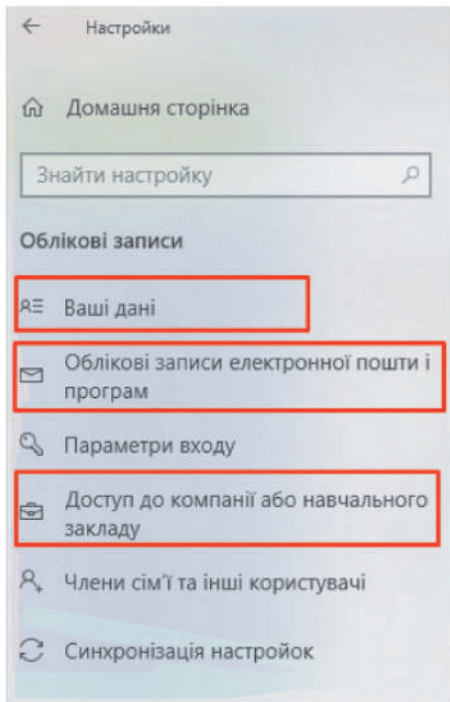 Настройки
Домашня сторінка
Знайти настройку
Облікові записи
Ваші дані
Облікові записи електронної пошти і
програм
Параметри входу
Доступ до компанії або навчального
закладу
Члени сім'ї та інші користувачі
Синхронізація настройок